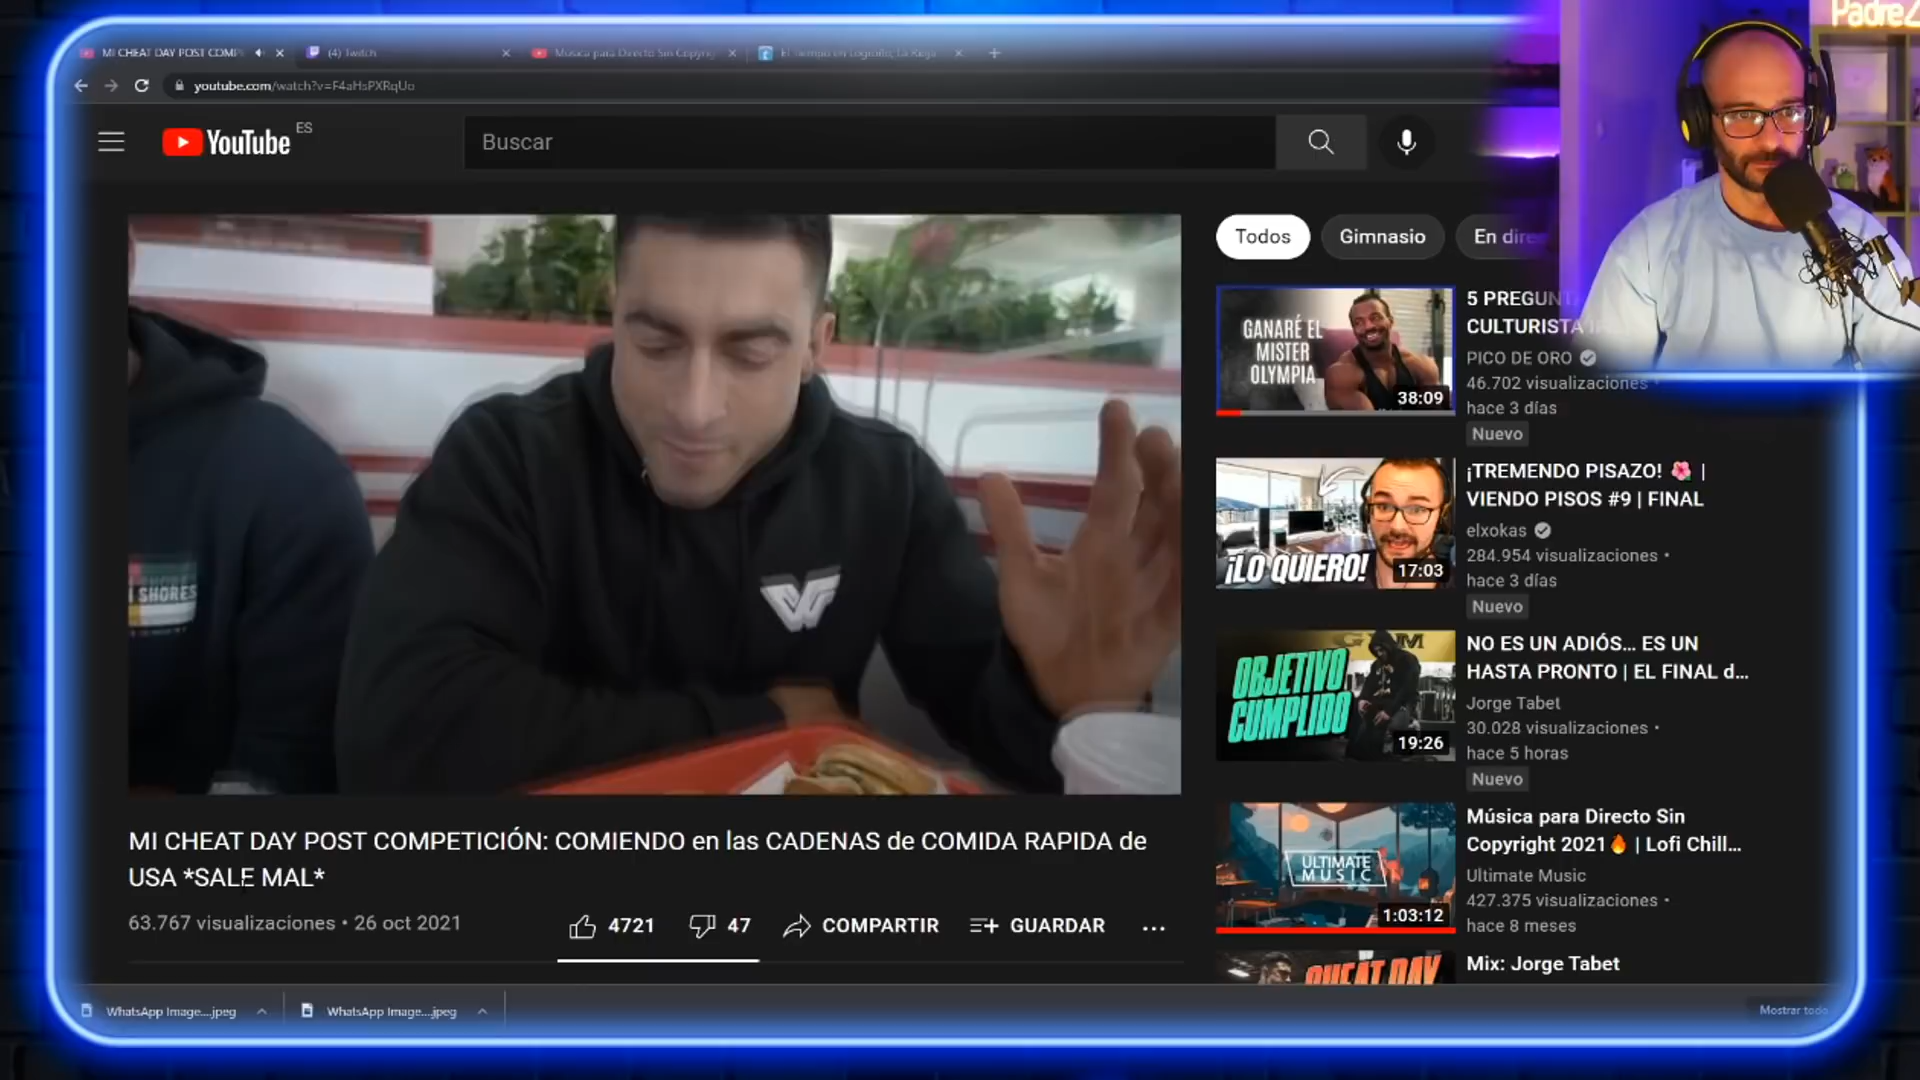 MI CHEAT DAY POST COMP
(4) Twitch
Musica para Directo Sin Copyrig
El Tiempo en Logroño, La Rioja
youtube.com/watch?v=F4aHsPXRqUo
YouTube
ES
Buscar
Todos
Gimnasio
En dire
SHORES
GANARÉ EL
MISTER
OLYMPIA
38:09
5 PREGUNT
CULTURISTA
PICO DE ORO
46.702 visualizaciones •
hace 3 días
Nuevo
¡LO QUIERO!
17:03
¡TREMENDO PISAZO! 🌺 |
VIENDO PISOS #9 | FINAL
elxokas
284.954 visualizaciones •
hace 3 días
Nuevo
GYM
OBJETIVO
CUMPLIDO
19:26
NO ES UN ADIÓS... ES UN
HASTA PRONTO | EL FINAL d...
Jorge Tabet
30.028 visualizaciones •
hace 5 horas
Nuevo
ULTIMATE
MUSIC
1:03:12
Música para Directo Sin
Copyright 2021🔥 | Lofi Chill...
Ultimate Music
427.375 visualizaciones •
hace 8 meses
CHEAT DAY
Mix: Jorge Tabet
MI CHEAT DAY POST COMPETICIÓN: COMIENDO en las CADENAS de COMIDA RAPIDA de
USA *SALE MAL*
63.767 visualizaciones • 26 oct 2021
4721
47
COMPARTIR
GUARDAR
WhatsApp Image....jpeg
WhatsApp Image....jpeg
Mostrar todo